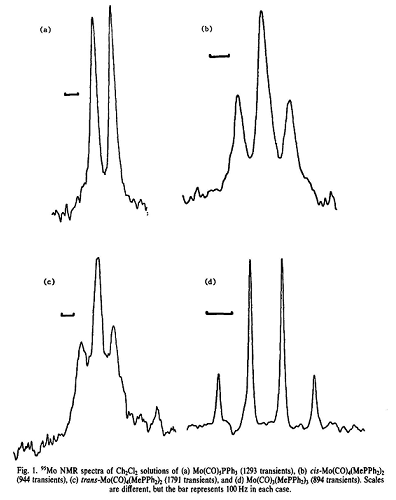 (a)
(b)
(c)
(d)
Fig. 1. ⁹⁵Mo NMR spectra of Ch₂Cl₂ solutions of (a) Mo(CO)₅PPh₃ (1293 transients), (b) cis-Mo(CO)₄(MePPh₂)₂
(944 transients), (c) trans-Mo(CO)₄(MePPh₂)₂ (1791 transients), and (d) Mo(CO)₃(MePPh₂)₃ (894 transients). Scales
are different, but the bar represents 100 Hz in each case.